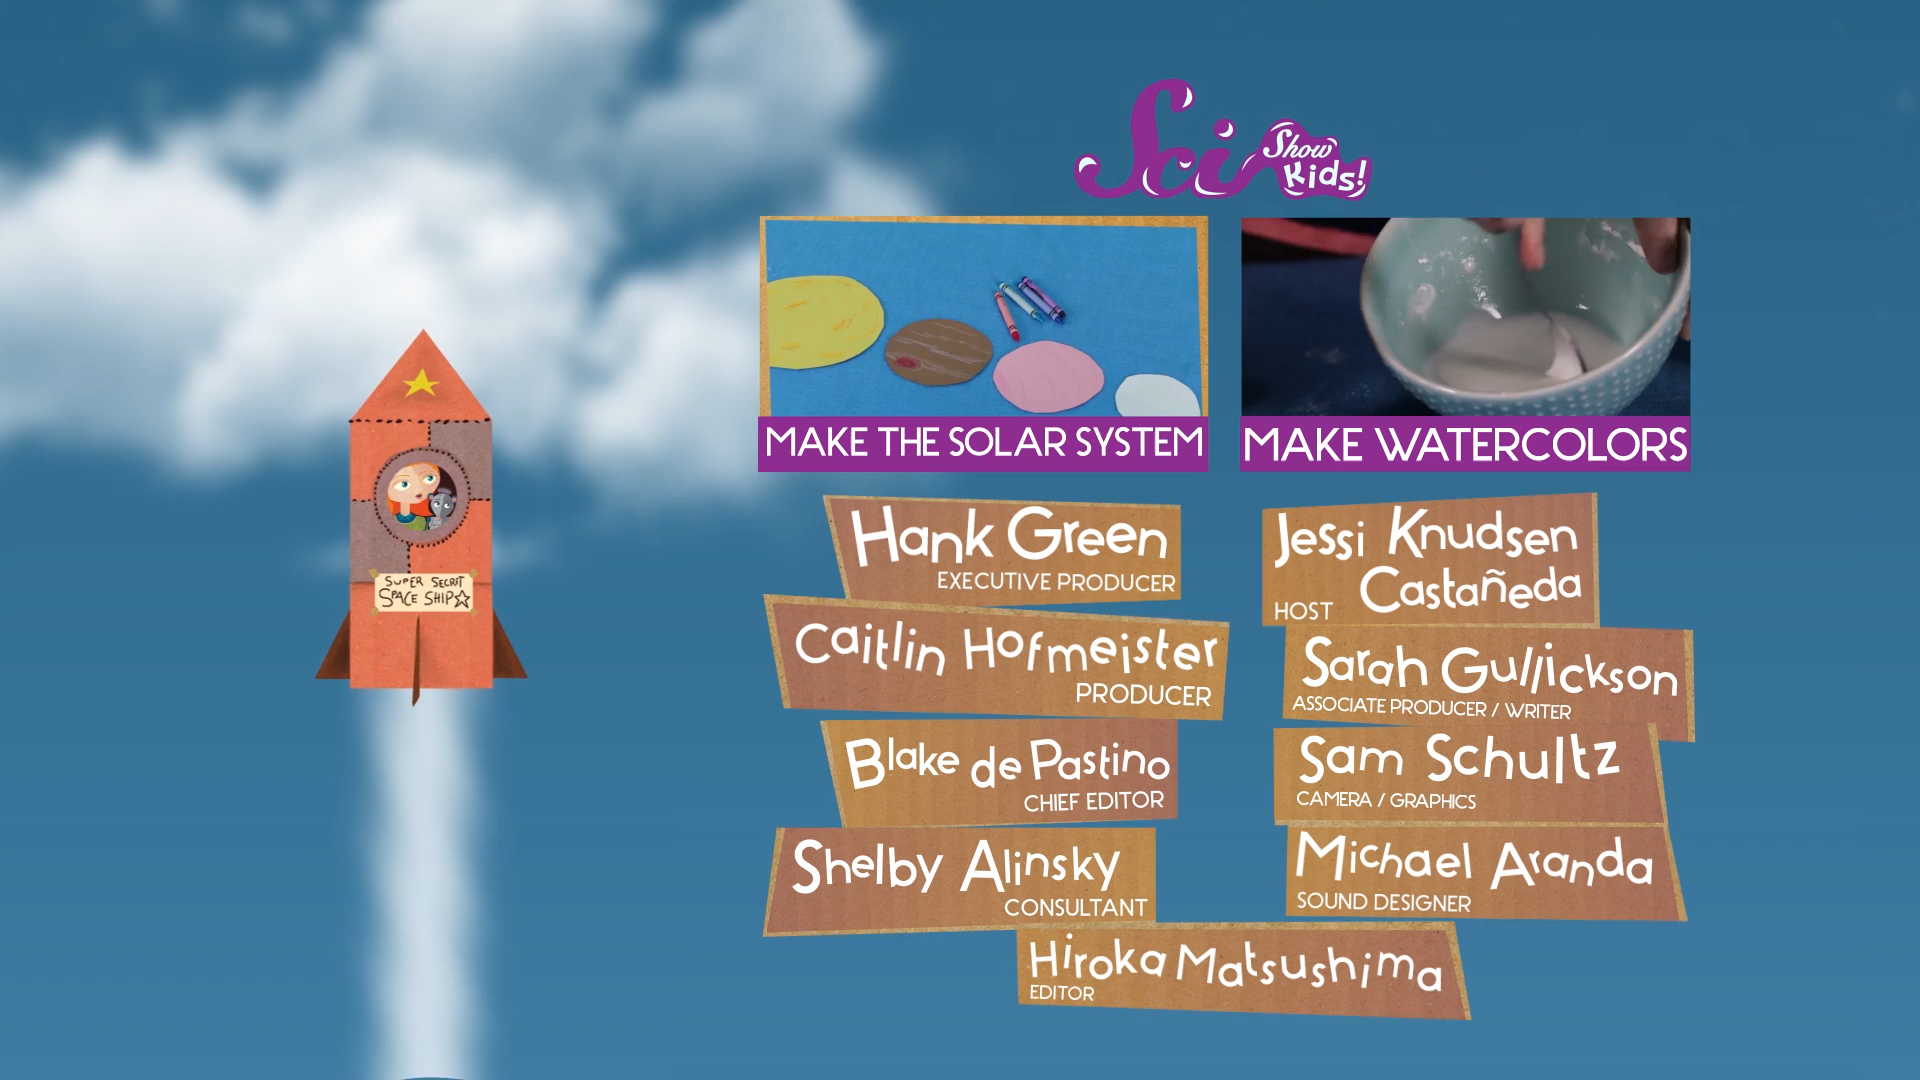 Sci Show Kids!
MAKE THE SOLAR SYSTEM
MAKE WATERCOLORS
SUPER SECRET
SPACE SHIP
Hank Green
EXECUTIVE PRODUCER
Jessi Knudsen
Castañeda
HOST
Caitlin Hofmeister
PRODUCER
Sarah Gullickson
ASSOCIATE PRODUCER / WRITER
Blake de Pastino
CHIEF EDITOR
Sam Schultz
CAMERA / GRAPHICS
Shelby Alinsky
CONSULTANT
Michael Aranda
SOUND DESIGNER
Hiroka Matsushima
EDITOR